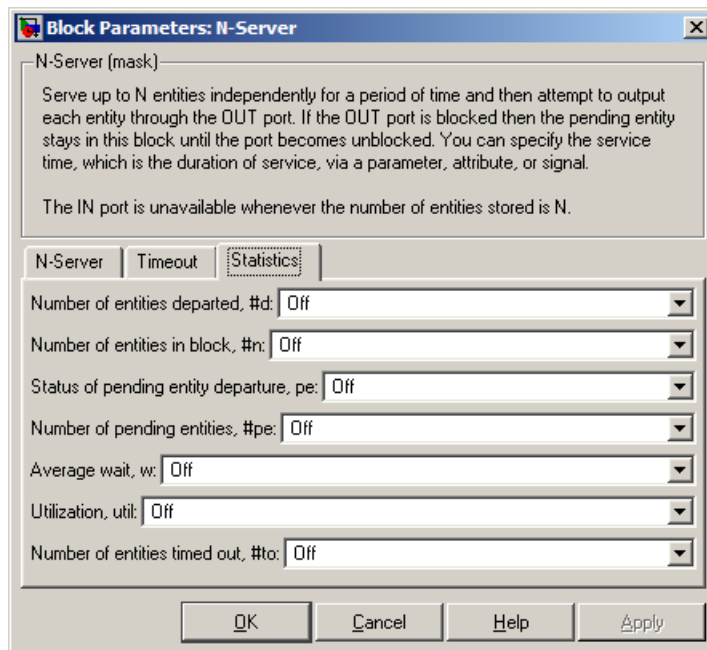 Block Parameters: N-Server
N-Server (mask)
Serve up to N entities independently for a period of time and then attempt to output
each entity through the OUT port. If the OUT port is blocked then the pending entity
stays in this block until the port becomes unblocked. You can specify the service
time, which is the duration of service, via a parameter, attribute, or signal.
The IN port is unavailable whenever the number of entities stored is N.
N-Server Timeout Statistics
Number of entities departed, #d: Off
Number of entities in block, #n: Off
Status of pending entity departure, pe: Off
Number of pending entities, #pe: Off
Average wait, w: Off
Utilization, util: Off
Number of entities timed out, #to: Off
OK Cancel Help Apply